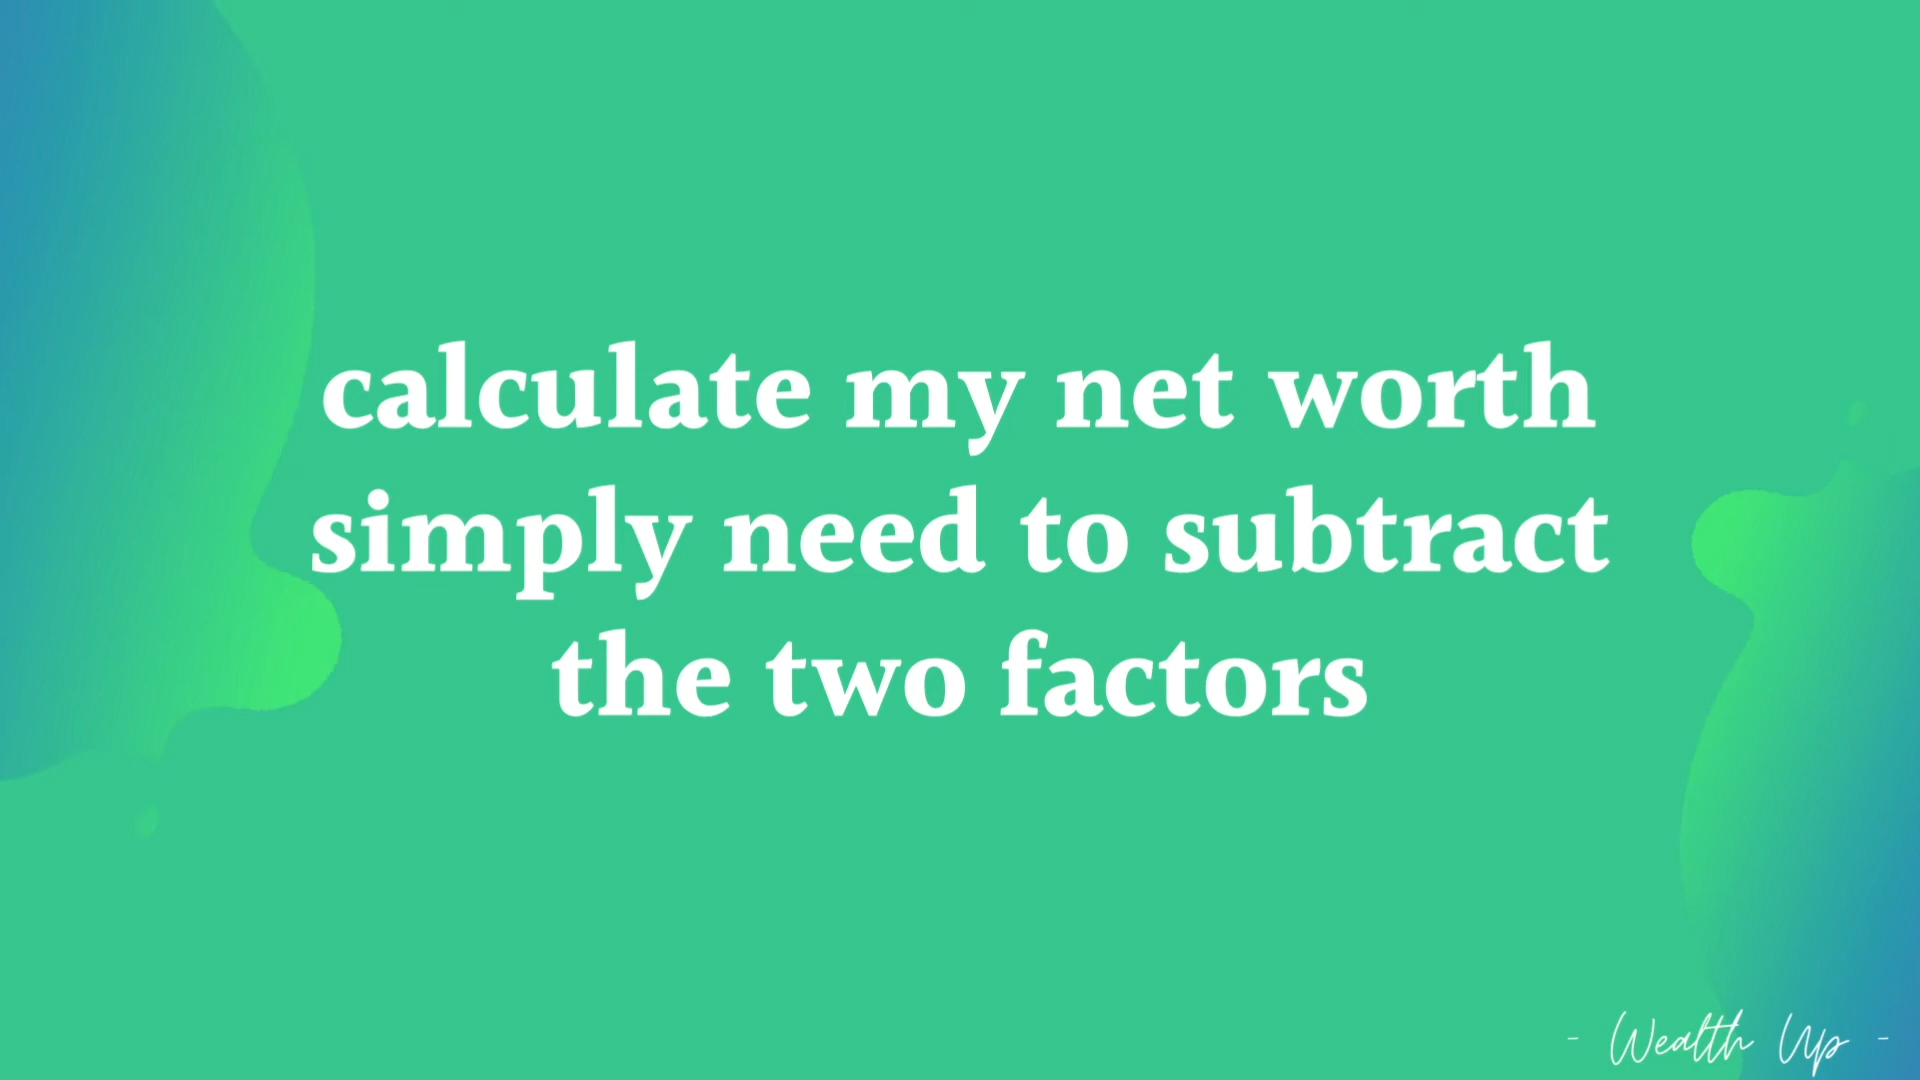 calculate my net worth
simply need to subtract
the two factors
- Wealth Up -